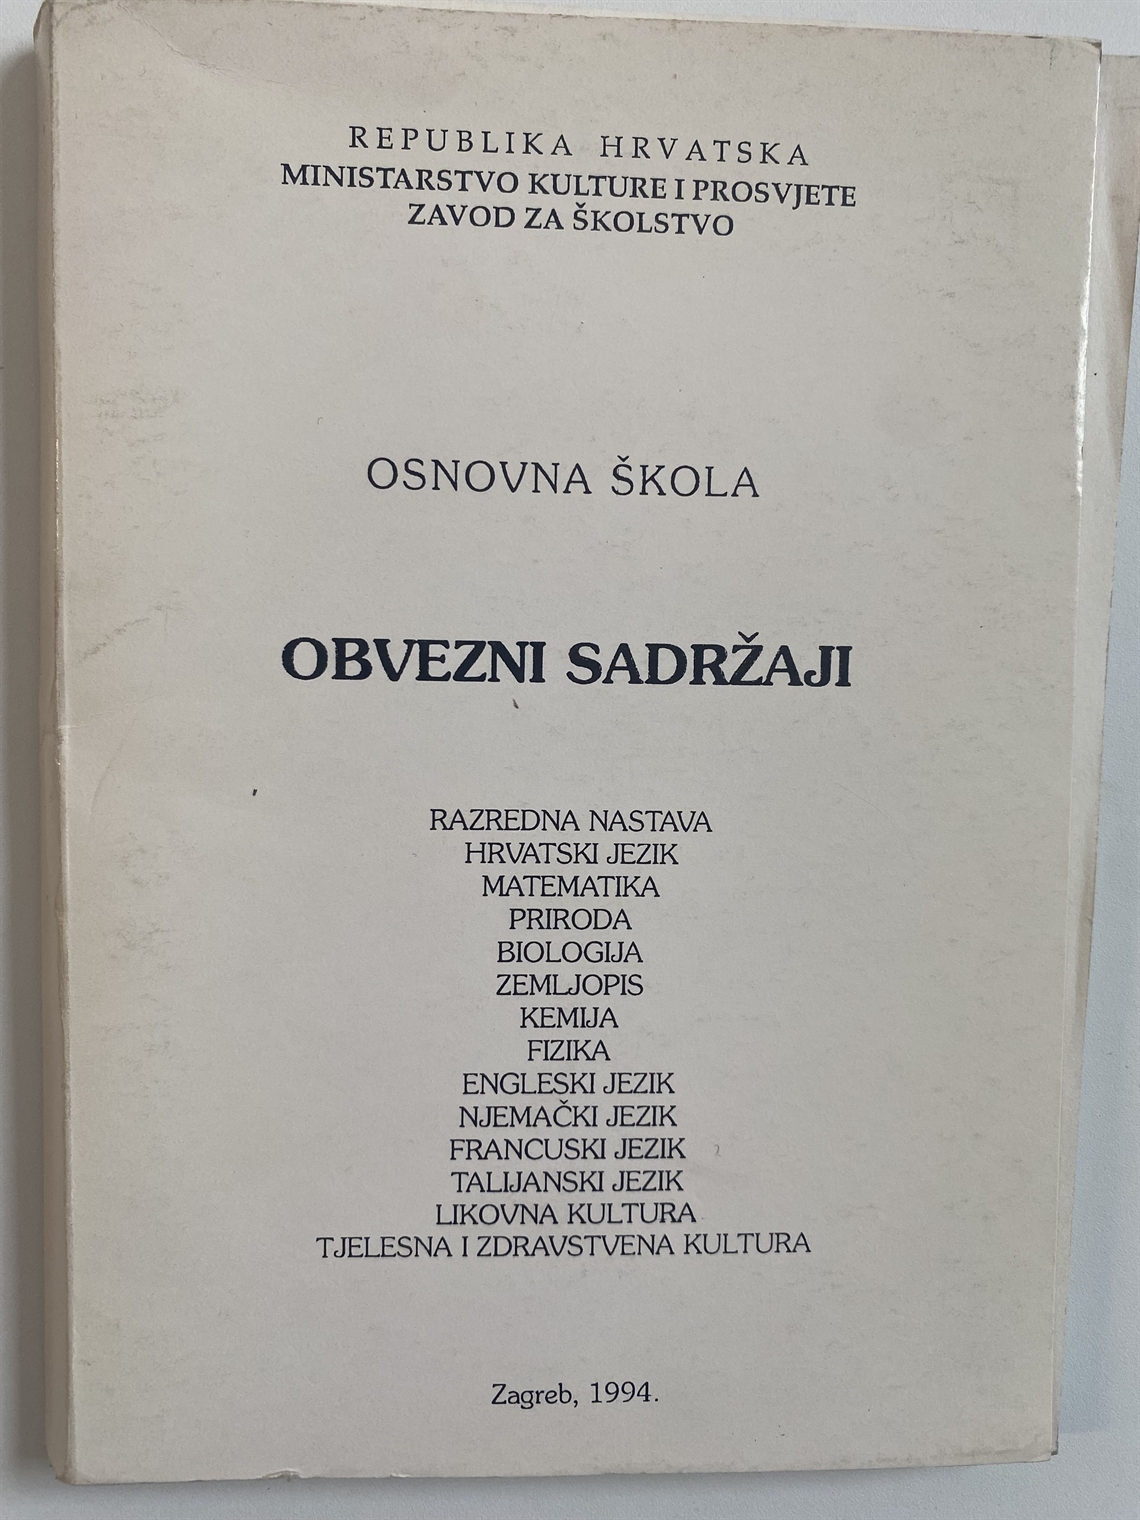 REPUBLIKA HRVATSKA
MINISTARSTVO KULTURE I PROSVJETE
ZAVOD ZA ŠKOLSTVO
OSNOVNA ŠKOLA
OBVEZNI SADRŽAJI
RAZREDNA NASTAVA
HRVATSKI JEZIK
MATEMATIKA
PRIRODA
BIOLOGIJA
ZEMLJOPIS
KEMIJA
FIZIKA
ENGLESKI JEZIK
NJEMAČKI JEZIK
FRANCUSKI JEZIK
TALIJANSKI JEZIK
LIKOVNA KULTURA
TJELESNA I ZDRAVSTVENA KULTURA
Zagreb, 1994.